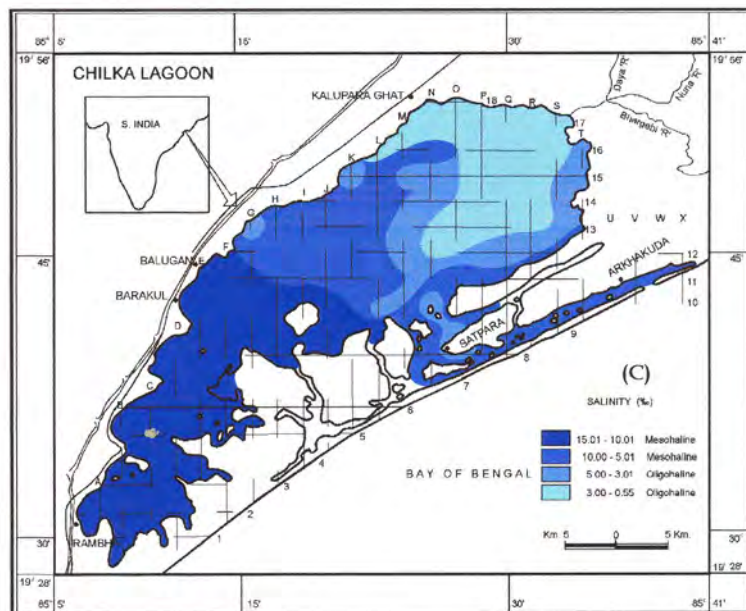 85° 5' 15' 30' 85° 41'
19° 56' 19° 56'
CHILKA LAGOON
KALUPARA GHAT
S. INDIA
Daya 'R'
Nuna 'R'
Bhargebi 'R'
N O P 18 Q R S
M 17
T
L 16
K
15
J
I
H 14
G U V W X
13
F
45' 45'
BALUGAN E
ARKHAKUDA 12
11
BARAKUL 10
D SATPARA
9
8
(C)
C 7
SALINITY (‰)
B 6
15.01 - 10.01 Mesohaline
5
10.00 - 5.01 Mesohaline
4
BAY OF BENGAL
5.00 - 3.01 Oligohaline
A 3
3.00 - 0.55 Oligohaline
2
RAMBH
1
Km. 5 0 5 Km.
30' 30'
19° 28' 19° 28'
85° 5' 15' 30' 85° 41'